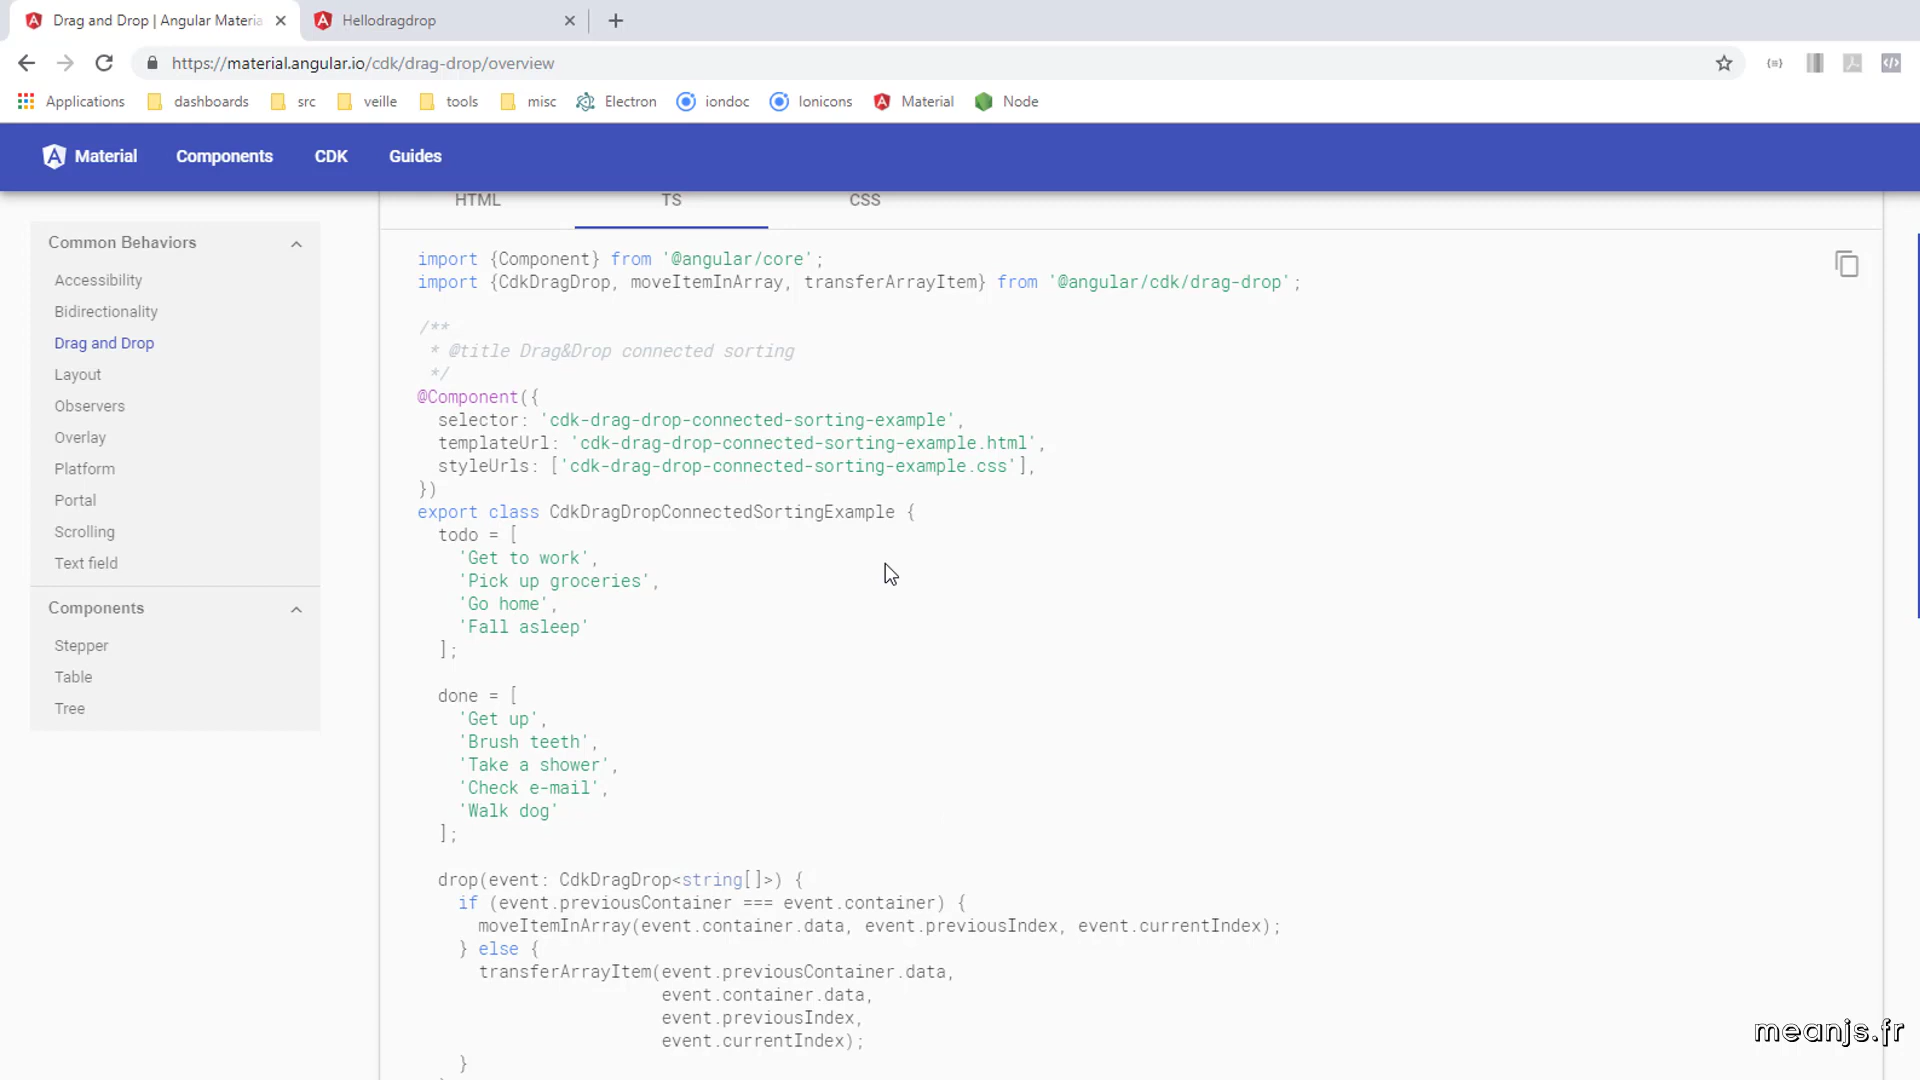 Drag and Drop | Angular Materia
Hellodragdrop
https://material.angular.io/cdk/drag-drop/overview
Applications dashboards src veille tools misc Electron iondoc Ionicons Material Node
Material Components CDK Guides
HTML TS CSS
Common Behaviors
Accessibility
Bidirectionality
Drag and Drop
Layout
Observers
Overlay
Platform
Portal
Scrolling
Text field
Components
Stepper
Table
Tree
import {Component} from '@angular/core';
import {CdkDragDrop, moveItemInArray, transferArrayItem} from '@angular/cdk/drag-drop';
/**
* @title Drag&Drop connected sorting
*/
@Component({
selector: 'cdk-drag-drop-connected-sorting-example',
templateUrl: 'cdk-drag-drop-connected-sorting-example.html',
styleUrls: ['cdk-drag-drop-connected-sorting-example.css'],
})
export class CdkDragDropConnectedSortingExample {
todo = [
'Get to work',
'Pick up groceries',
'Go home',
'Fall asleep'
];
done = [
'Get up',
'Brush teeth',
'Take a shower',
'Check e-mail',
'Walk dog'
];
drop(event: CdkDragDrop<string[]>) {
if (event.previousContainer === event.container) {
moveItemInArray(event.container.data, event.previousIndex, event.currentIndex);
} else {
transferArrayItem(event.previousContainer.data,
event.container.data,
event.previousIndex,
event.currentIndex);
}
meanjs.fr